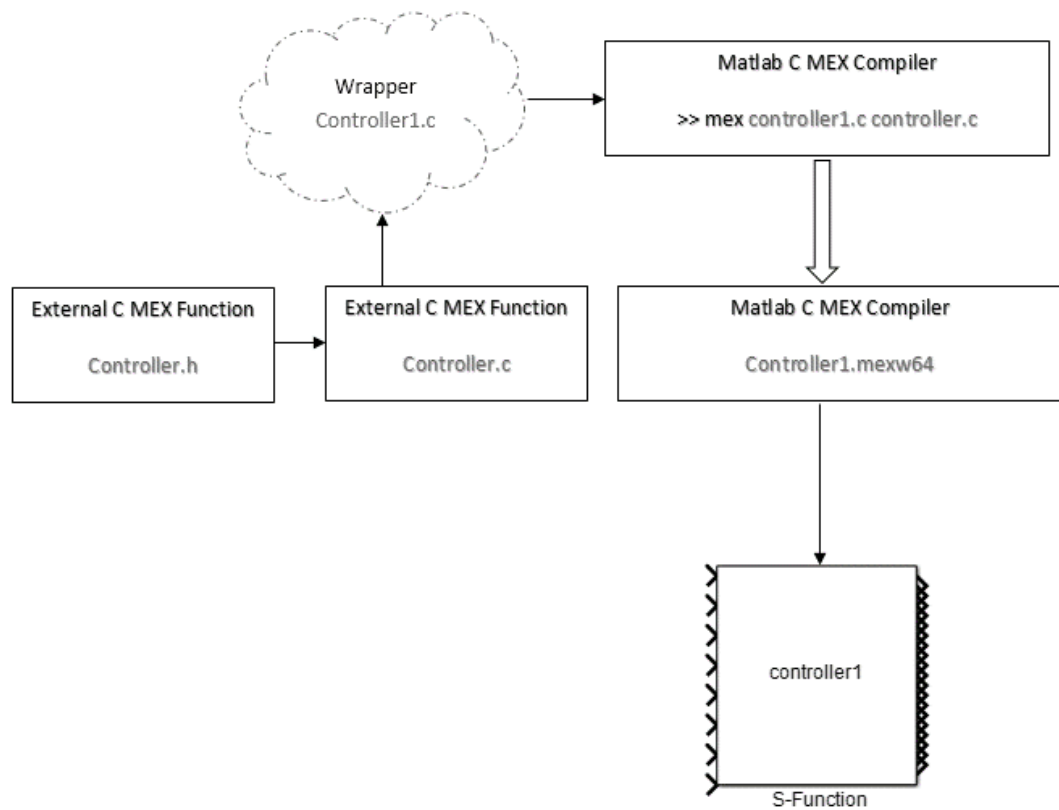 Wrapper
Controller1.c
Matlab C MEX Compiler
>> mex controller1.c controller.c
External C MEX Function
Controller.h
External C MEX Function
Controller.c
Matlab C MEX Compiler
Controller1.mexw64
controller1
S-Function